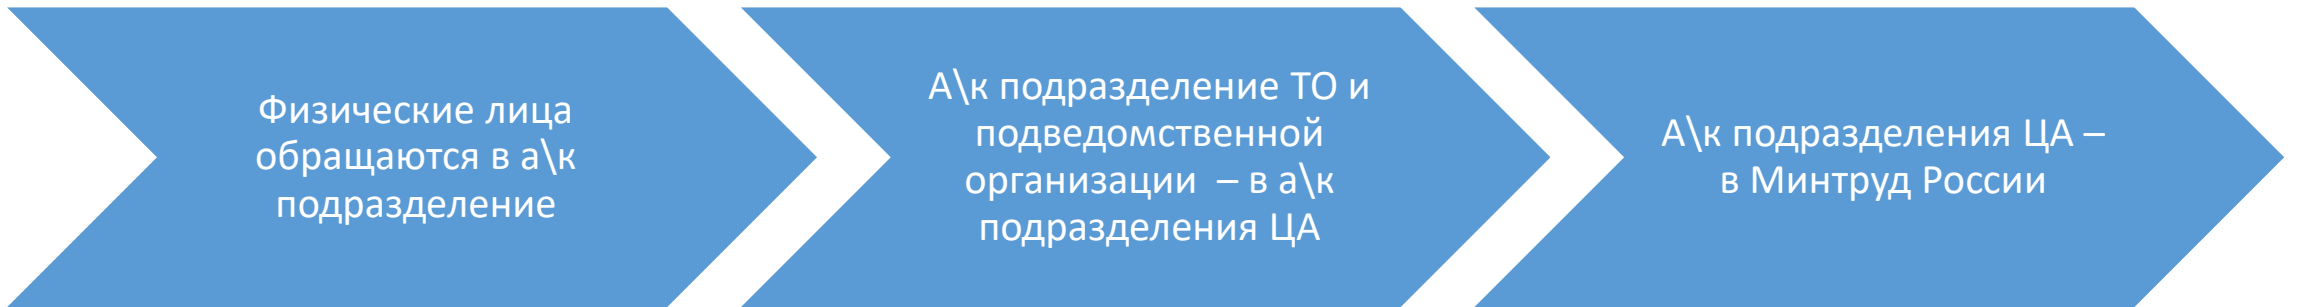 Физические лица
обращаются в а\к
подразделение
А\к подразделение ТО и
подведомственной
организации – в а\к
подразделения ЦА
А\к подразделения ЦА –
в Минтруд России